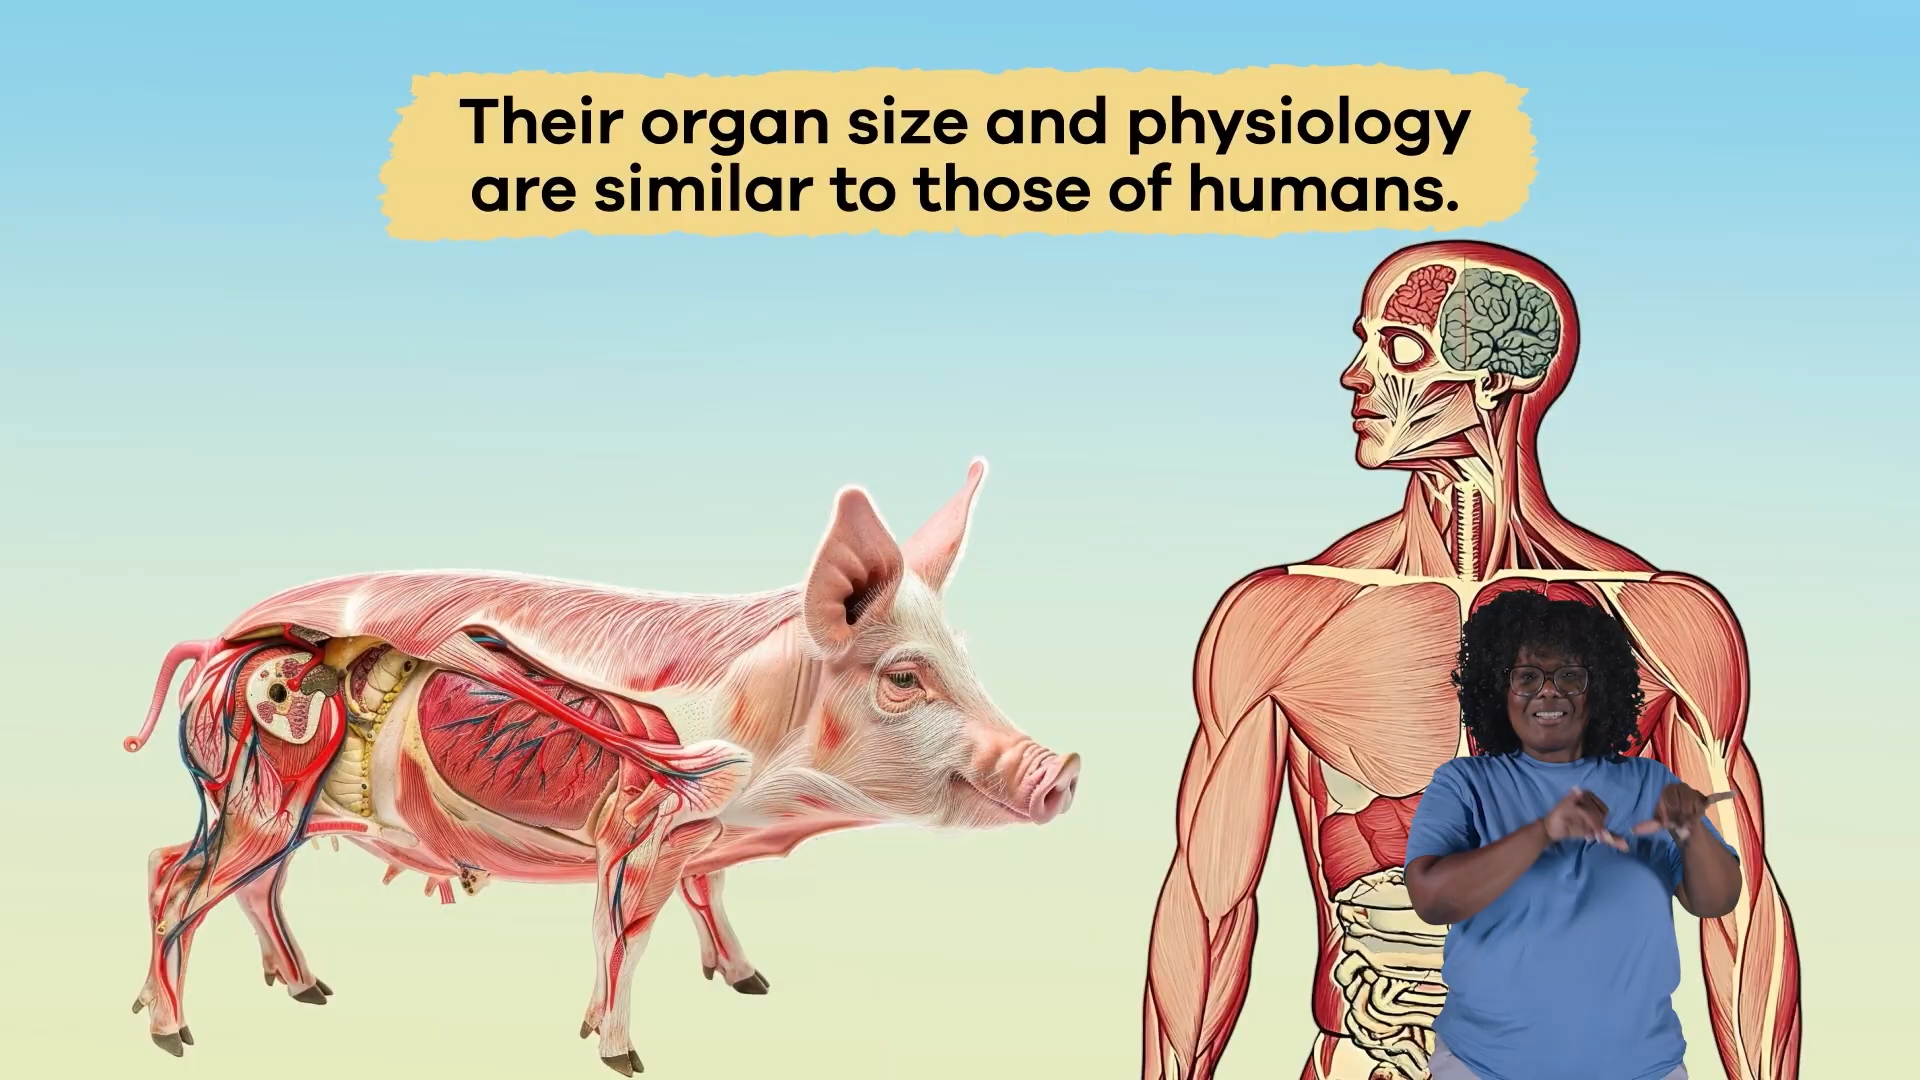 Their organ size and physiology
are similar to those of humans.